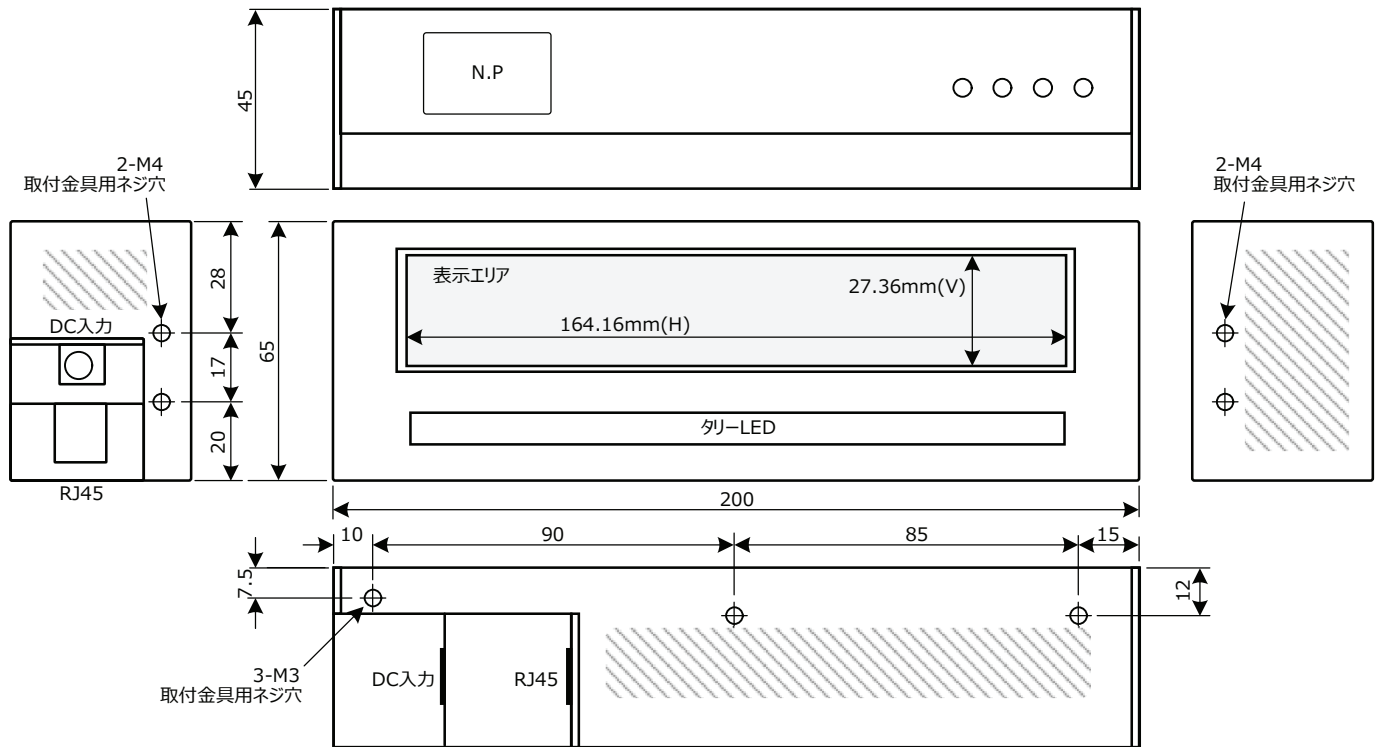 N.P
45
2-M4
取付金具用ネジ穴
2-M4
取付金具用ネジ穴
28
DC入力
17
20
RJ45
65
表示エリア
27.36mm(V)
164.16mm(H)
タリーLED
200
10
90
85
15
7.5
12
3-M3
取付金具用ネジ穴
DC入力
RJ45